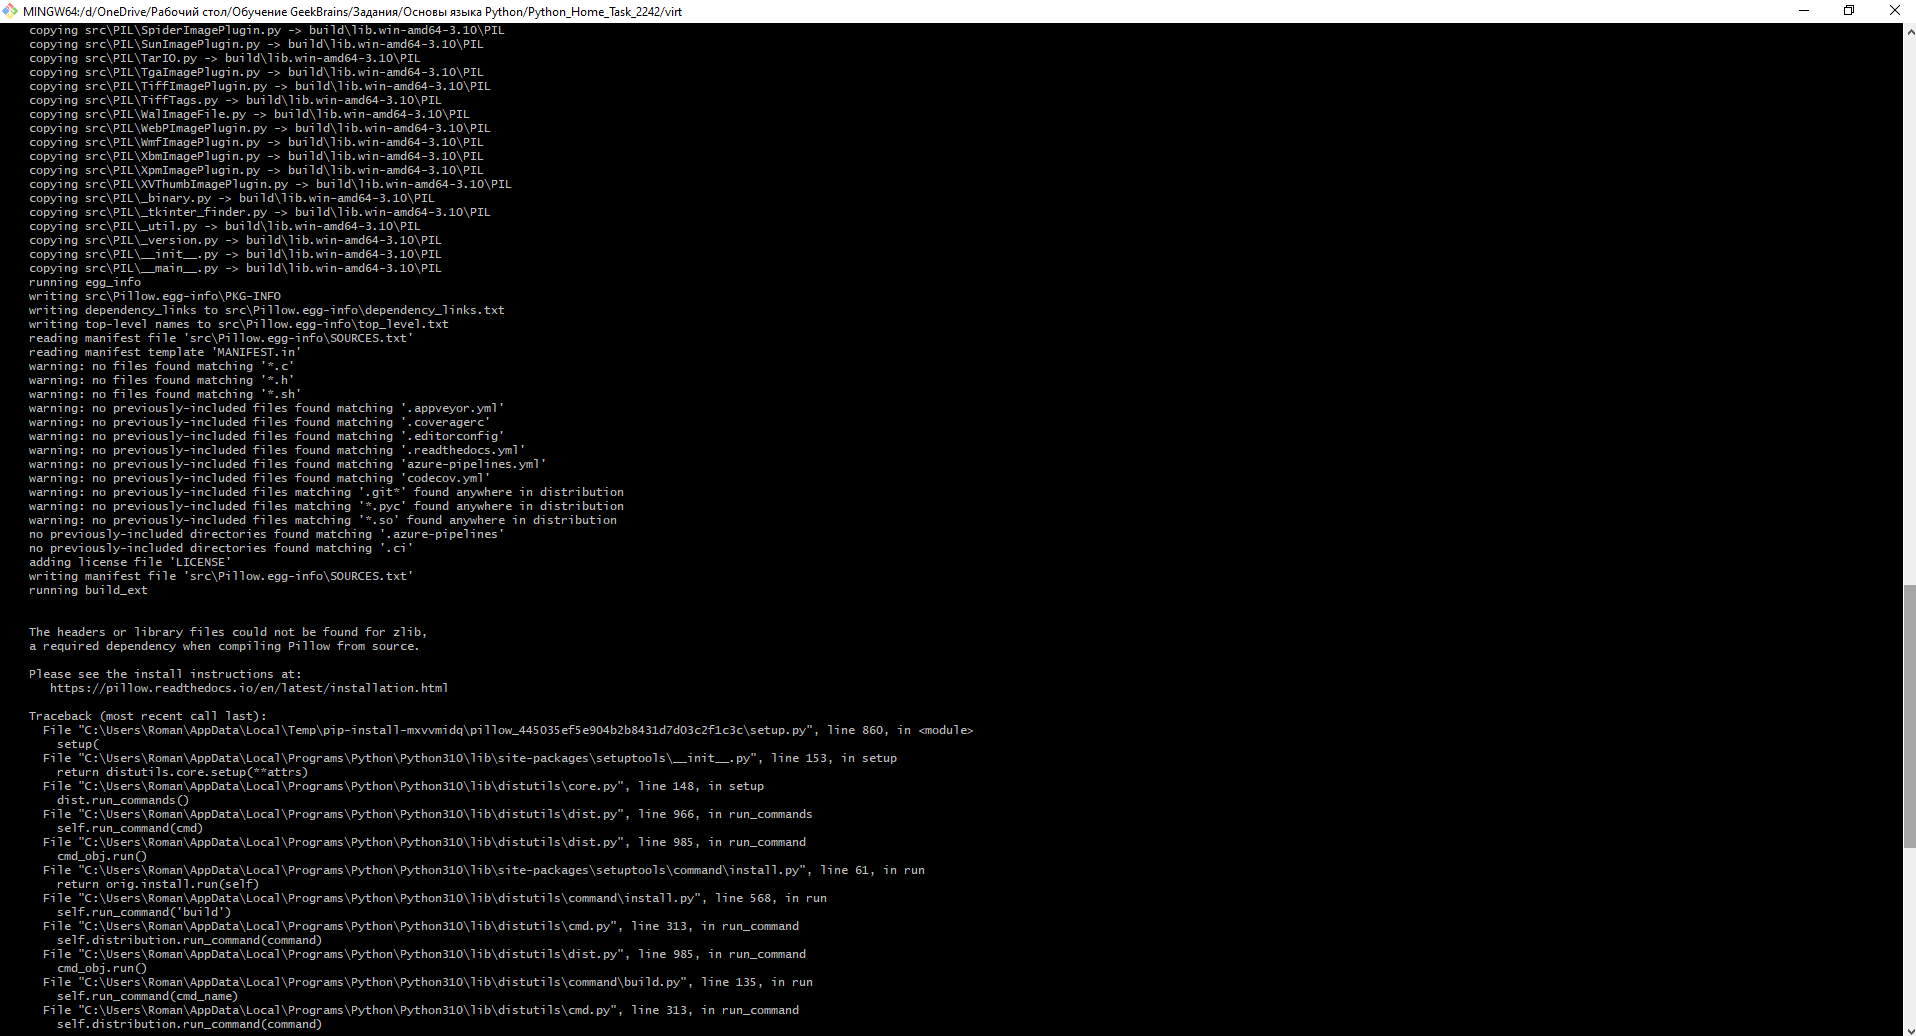 MINGW64:/d/OneDrive/Рабочий стол/Обучение GeekBrains/Задания/Основы языка Python/Python_Home_Task_2242/virt
copying src\PIL\SpiderImagePlugin.py -> build\lib.win-amd64-3.10\PIL
copying src\PIL\SunImagePlugin.py -> build\lib.win-amd64-3.10\PIL
copying src\PIL\TarIO.py -> build\lib.win-amd64-3.10\PIL
copying src\PIL\TgaImagePlugin.py -> build\lib.win-amd64-3.10\PIL
copying src\PIL\TiffImagePlugin.py -> build\lib.win-amd64-3.10\PIL
copying src\PIL\TiffTags.py -> build\lib.win-amd64-3.10\PIL
copying src\PIL\WalImageFile.py -> build\lib.win-amd64-3.10\PIL
copying src\PIL\WebPImagePlugin.py -> build\lib.win-amd64-3.10\PIL
copying src\PIL\WmfImagePlugin.py -> build\lib.win-amd64-3.10\PIL
copying src\PIL\XbmImagePlugin.py -> build\lib.win-amd64-3.10\PIL
copying src\PIL\XpmImagePlugin.py -> build\lib.win-amd64-3.10\PIL
copying src\PIL\XVThumbImagePlugin.py -> build\lib.win-amd64-3.10\PIL
copying src\PIL\_binary.py -> build\lib.win-amd64-3.10\PIL
copying src\PIL\_tkinter_finder.py -> build\lib.win-amd64-3.10\PIL
copying src\PIL\_util.py -> build\lib.win-amd64-3.10\PIL
copying src\PIL\_version.py -> build\lib.win-amd64-3.10\PIL
copying src\PIL\__init__.py -> build\lib.win-amd64-3.10\PIL
copying src\PIL\__main__.py -> build\lib.win-amd64-3.10\PIL
running egg_info
writing src\Pillow.egg-info\PKG-INFO
writing dependency_links to src\Pillow.egg-info\dependency_links.txt
writing top-level names to src\Pillow.egg-info\top_level.txt
reading manifest file 'src\Pillow.egg-info\SOURCES.txt'
reading manifest template 'MANIFEST.in'
warning: no files found matching '*.c'
warning: no files found matching '*.h'
warning: no files found matching '*.sh'
warning: no previously-included files found matching '.appveyor.yml'
warning: no previously-included files found matching '.coveragerc'
warning: no previously-included files found matching '.editorconfig'
warning: no previously-included files found matching '.readthedocs.yml'
warning: no previously-included files found matching 'azure-pipelines.yml'
warning: no previously-included files found matching 'codecov.yml'
warning: no previously-included files matching '.git*' found anywhere in distribution
warning: no previously-included files matching '*.pyc' found anywhere in distribution
warning: no previously-included files matching '*.so' found anywhere in distribution
no previously-included directories found matching '.azure-pipelines'
no previously-included directories found matching '.ci'
adding license file 'LICENSE'
writing manifest file 'src\Pillow.egg-info\SOURCES.txt'
running build_ext
The headers or library files could not be found for zlib,
a required dependency when compiling Pillow from source.
Please see the install instructions at:
https://pillow.readthedocs.io/en/latest/installation.html
Traceback (most recent call last):
File "C:\Users\Roman\AppData\Local\Temp\pip-install-mxvvmidq\pillow_445035ef5e904b2b8431d7d03c2f1c3c\setup.py", line 860, in <module>
setup(
File "C:\Users\Roman\AppData\Local\Programs\Python\Python310\lib\site-packages\setuptools\__init__.py", line 153, in setup
return distutils.core.setup(**attrs)
File "C:\Users\Roman\AppData\Local\Programs\Python\Python310\lib\distutils\core.py", line 148, in setup
dist.run_commands()
File "C:\Users\Roman\AppData\Local\Programs\Python\Python310\lib\distutils\dist.py", line 966, in run_commands
self.run_command(cmd)
File "C:\Users\Roman\AppData\Local\Programs\Python\Python310\lib\distutils\dist.py", line 985, in run_command
cmd_obj.run()
File "C:\Users\Roman\AppData\Local\Programs\Python\Python310\lib\site-packages\setuptools\command\install.py", line 61, in run
return orig.install.run(self)
File "C:\Users\Roman\AppData\Local\Programs\Python\Python310\lib\distutils\command\install.py", line 568, in run
self.run_command('build')
File "C:\Users\Roman\AppData\Local\Programs\Python\Python310\lib\distutils\cmd.py", line 313, in run_command
self.distribution.run_command(command)
File "C:\Users\Roman\AppData\Local\Programs\Python\Python310\lib\distutils\dist.py", line 985, in run_command
cmd_obj.run()
File "C:\Users\Roman\AppData\Local\Programs\Python\Python310\lib\distutils\command\build.py", line 135, in run
self.run_command(cmd_name)
File "C:\Users\Roman\AppData\Local\Programs\Python\Python310\lib\distutils\cmd.py", line 313, in run_command
self.distribution.run_command(command)